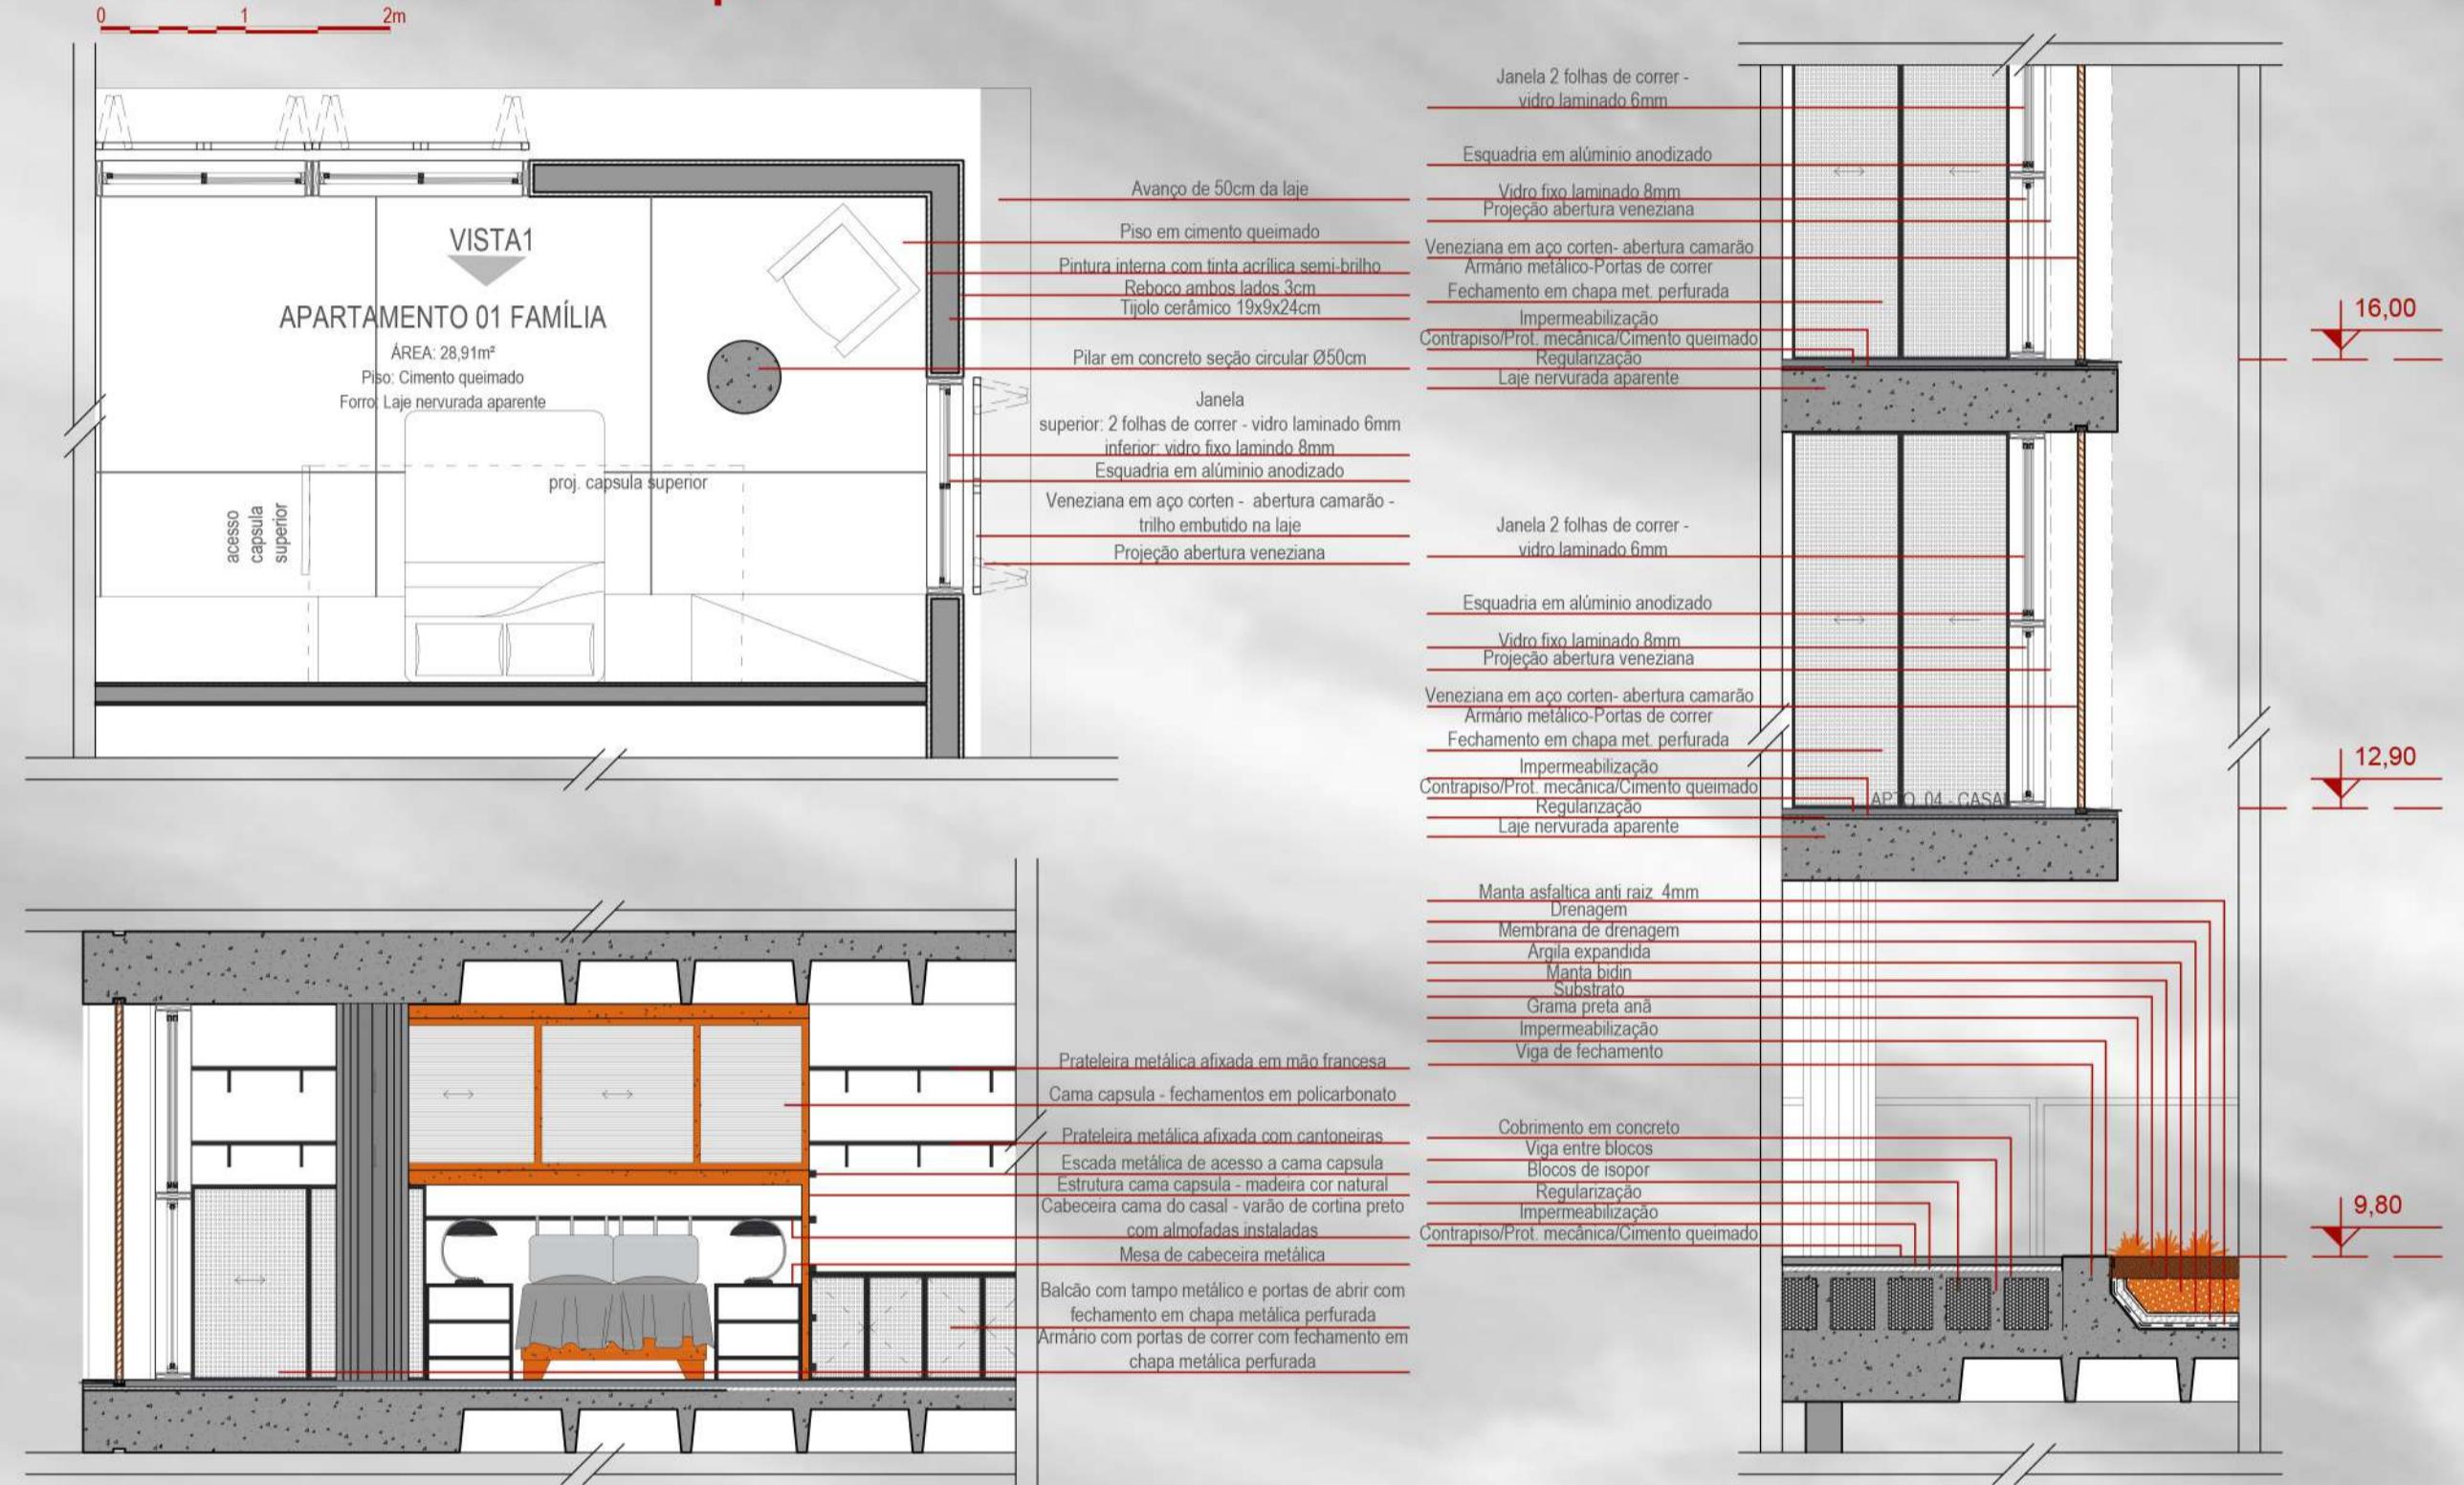 0 1 2m
VISTA1
APARTAMENTO 01 FAMÍLIA
ÁREA: 28,91m²
Piso: Cimento queimado
Forro: Laje nervurada aparente
proj. capsula superior
acesso
capsula
superior
Avanço de 50cm da laje
Piso em cimento queimado
Pintura interna com tinta acrílica semi-brilho
Reboco ambos lados 3cm
Tijolo cerâmico 19x9x24cm
Pilar em concreto seção circular Ø50cm
Janela
superior: 2 folhas de correr - vidro laminado 6mm
inferior: vidro fixo lamindo 8mm
Esquadria em alúminio anodizado
Veneziana em aço corten - abertura camarão -
trilho embutido na laje
Projeção abertura veneziana
Prateleira metálica afixada em mão francesa
Cama capsula - fechamentos em policarbonato
Prateleira metálica afixada com cantoneiras
Escada metálica de acesso a cama capsula
Estrutura cama capsula - madeira cor natural
Cabeceira cama do casal - varão de cortina preto
com almofadas instaladas
Mesa de cabeceira metálica
Balcão com tampo metálico e portas de abrir com
fechamento em chapa metálica perfurada
Armário com portas de correr com fechamento em
chapa metálica perfurada
Janela 2 folhas de correr -
vidro laminado 6mm
Esquadria em alúminio anodizado
Vidro fixo laminado 8mm
Projeção abertura veneziana
Veneziana em aço corten- abertura camarão
Armário metálico-Portas de correr
Fechamento em chapa met. perfurada
Impermeabilização
Contrapiso/Prot. mecânica/Cimento queimado
Regularização
Laje nervurada aparente
16,00
Janela 2 folhas de correr -
vidro laminado 6mm
Esquadria em alúminio anodizado
Vidro fixo laminado 8mm
Projeção abertura veneziana
Veneziana em aço corten- abertura camarão
Armário metálico-Portas de correr
Fechamento em chapa met. perfurada
Impermeabilização
Contrapiso/Prot. mecânica/Cimento queimado
Regularização
Laje nervurada aparente
APTO. 04 - CASAL
12,90
Manta asfaltica anti raiz 4mm
Drenagem
Membrana de drenagem
Argila expandida
Manta bidin
Substrato
Grama preta anã
Impermeabilização
Viga de fechamento
Cobrimento em concreto
Viga entre blocos
Blocos de isopor
Regularização
Impermeabilização
Contrapiso/Prot. mecânica/Cimento queimado
9,80